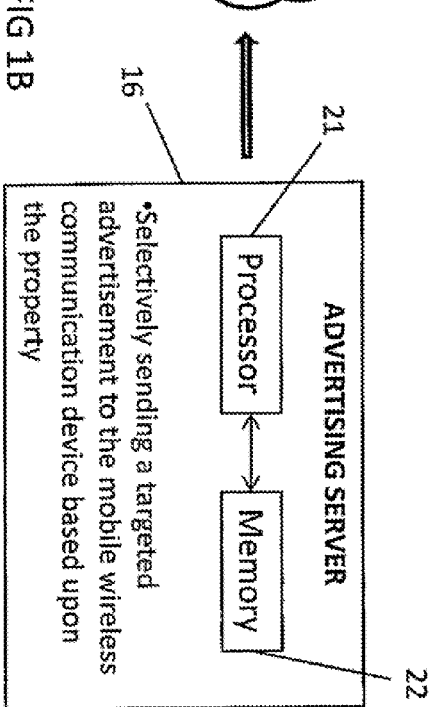 ADVERTISING SERVER
21
22
Processor
Memory
16
•Selectively sending a targeted
advertisement to the mobile wireless
communication device based upon
the property
FIG 1B